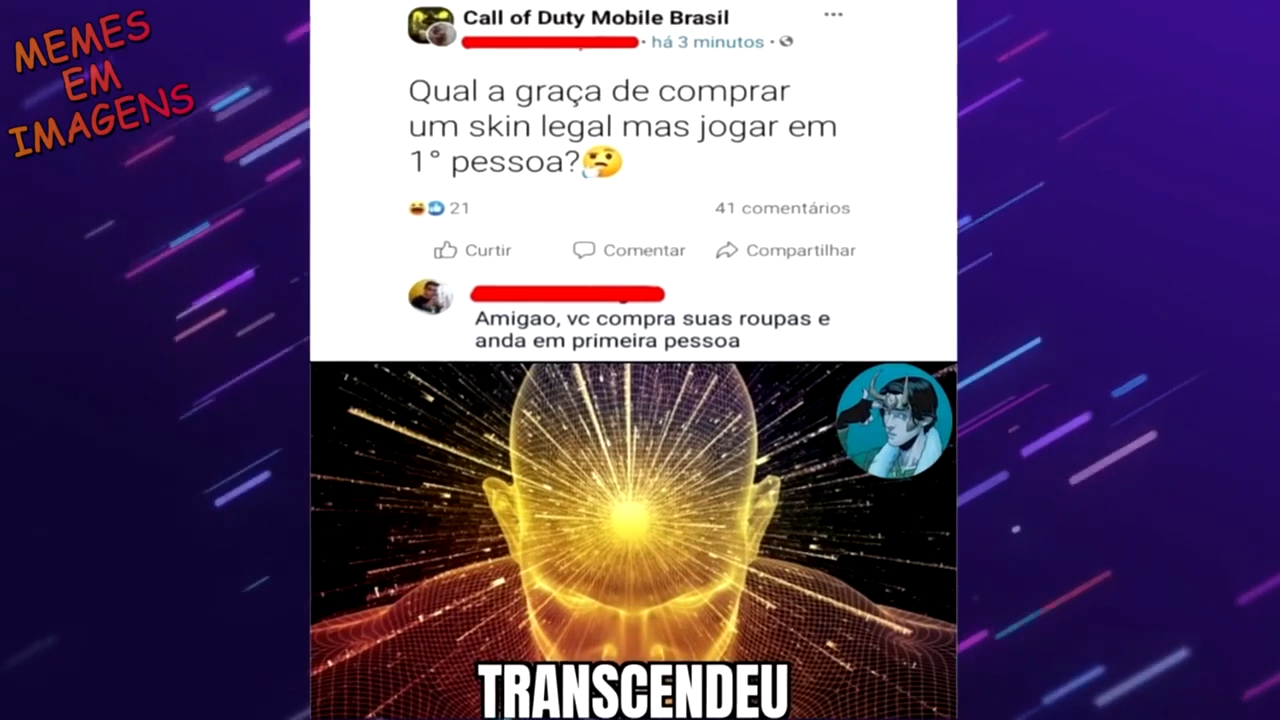 MEMES
EM
IMAGENS
Call of Duty Mobile Brasil
· há 3 minutos ·
Qual a graça de comprar
um skin legal mas jogar em
1° pessoa?🤔
21
41 comentários
Curtir
Comentar
Compartilhar
Amigao, vc compra suas roupas e
anda em primeira pessoa
TRANSCENDEU